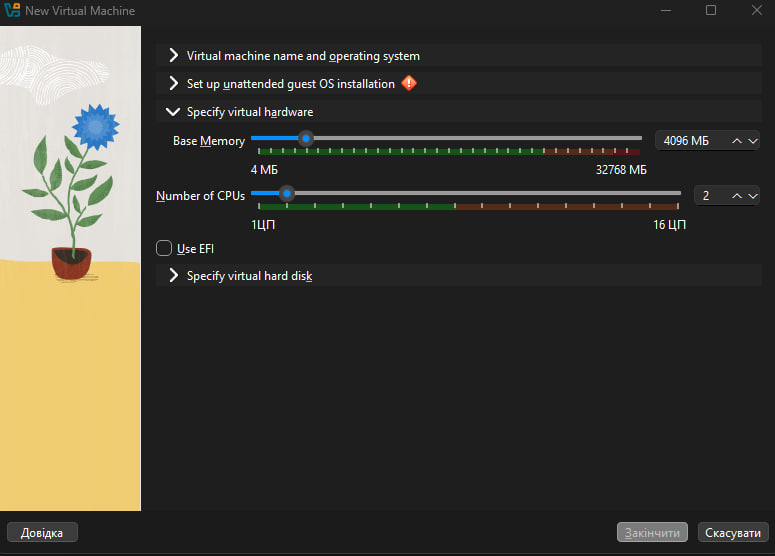 New Virtual Machine
Virtual machine name and operating system
Set up unattended guest OS installation
Specify virtual hardware
Base Memory 4096 МБ
4 МБ 32768 МБ
Number of CPUs 2
1ЦП 16 ЦП
Use EFI
Specify virtual hard disk
Довідка Закінчити Скасувати